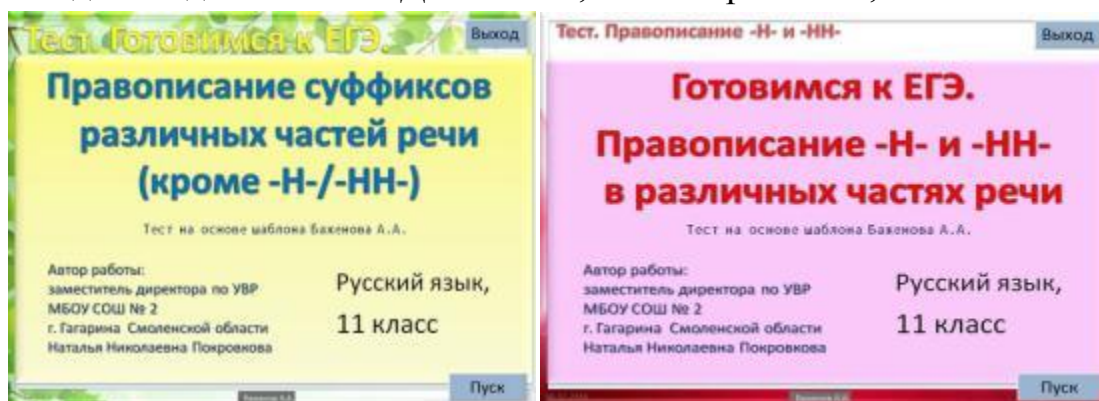 Тест. Готовимся к ЕГЭ.
Выход
Правописание суффиксов
различных частей речи
(кроме -Н-/-НН-)
Тест на основе шаблона Баженова А.А.
Автор работы:
заместитель директора по УВР
МБОУ СОШ № 2
г. Гагарина Смоленской области
Наталья Николаевна Покровкова
Русский язык,
11 класс
Пуск
Тест. Правописание -Н- и -НН-
Выход
Готовимся к ЕГЭ.
Правописание -Н- и -НН-
в различных частях речи
Тест на основе шаблона Баженова А.А.
Автор работы:
заместитель директора по УВР
МБОУ СОШ № 2
г. Гагарина Смоленской области
Наталья Николаевна Покровкова
Русский язык,
11 класс
Пуск